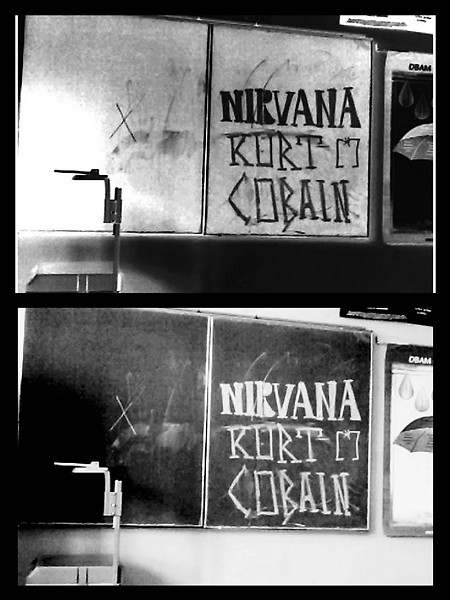 DBAM
NIRVANA
KURT [*]
COBAIN
X
DBAM
NIRVANA
KURT [*]
COBAIN
X